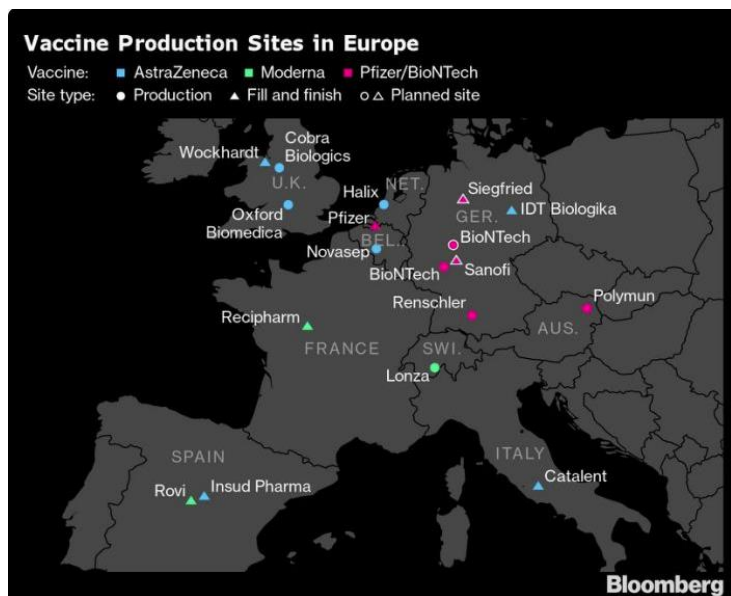 Vaccine Production Sites in Europe
Vaccine: AstraZeneca Moderna Pfizer/BioNTech
Site type: Production Fill and finish Planned site
Cobra
Biologics
Wockhardt
U.K.
Oxford
Biomedica
Halix
NET.
Pfizer
BEL.
Novasep
Siegfried
GER.
IDT Biologika
BioNTech
BioNTech
Sanofi
Renschler
Polymun
AUS.
Recipharm
FRANCE
SWI.
Lonza
SPAIN
Rovi
Insud Pharma
ITALY
Catalent
Bloomberg